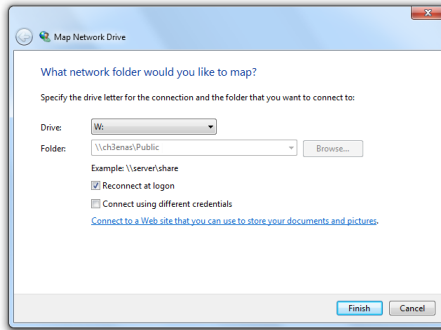 Map Network Drive
What network folder would you like to map?
Specify the drive letter for the connection and the folder that you want to connect to:
Drive: W:
Folder: \\ch3enas\Public Browse...
Example: \\server\share
Reconnect at logon
Connect using different credentials
Connect to a Web site that you can use to store your documents and pictures.
Finish Cancel